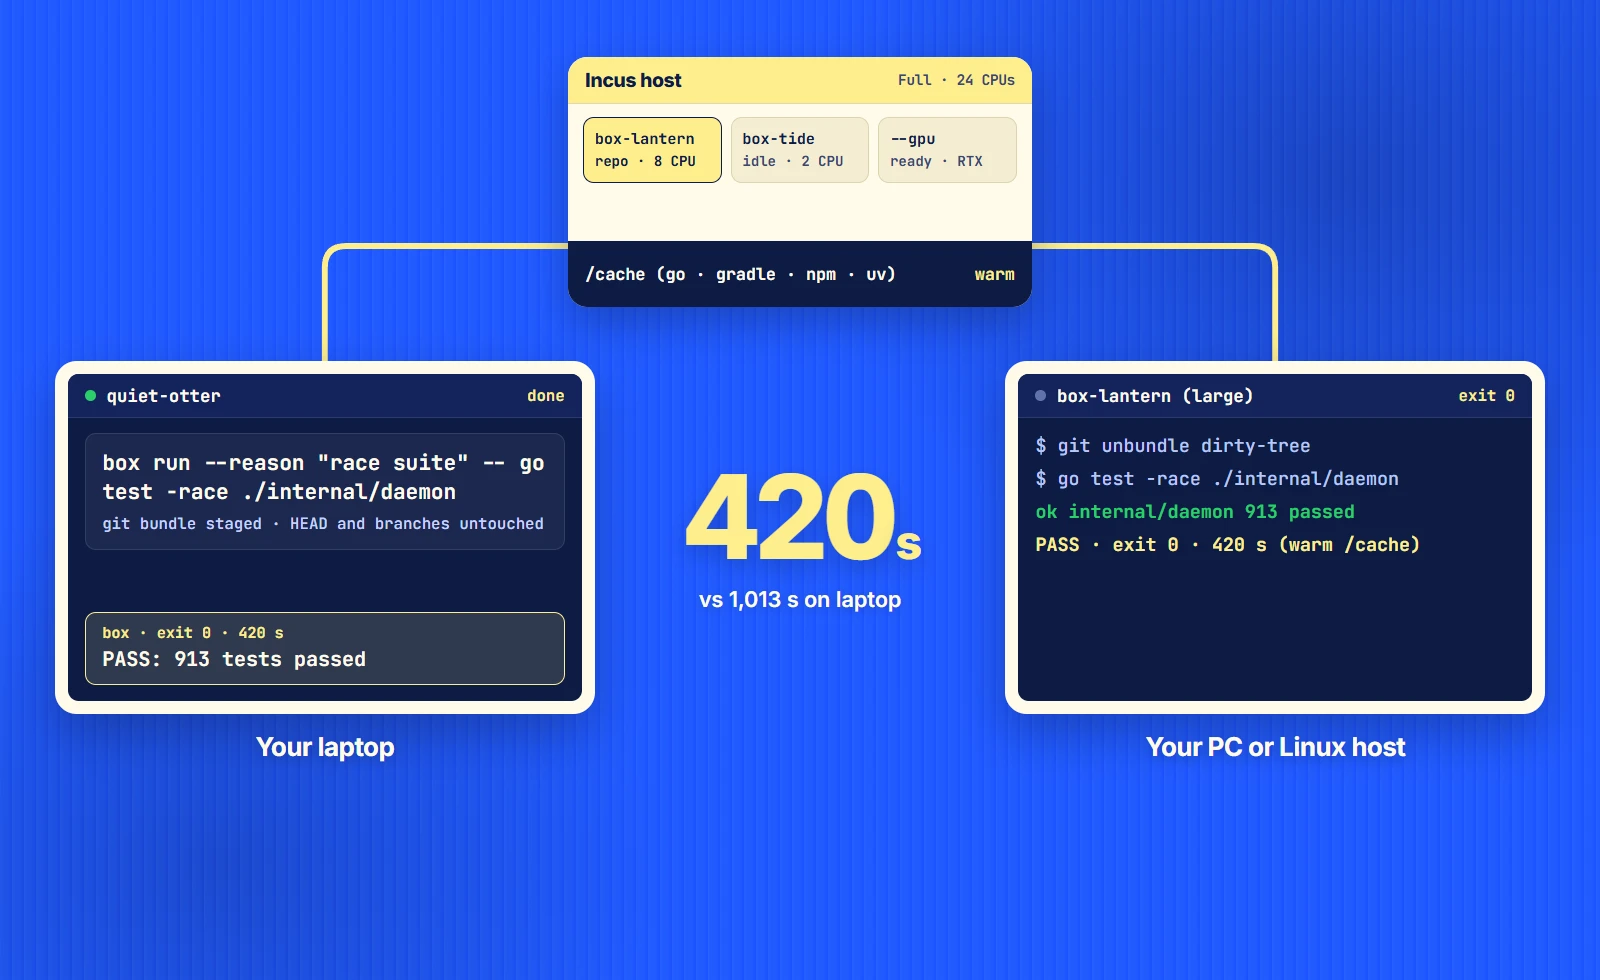 Incus host
Full · 24 CPUs
box-lantern
repo · 8 CPU
box-tide
idle · 2 CPU
--gpu
ready · RTX
/cache (go · gradle · npm · uv)
warm
quiet-otter
done
box run --reason "race suite" -- go
test -race ./internal/daemon
git bundle staged · HEAD and branches untouched
box · exit 0 · 420 s
PASS: 913 tests passed
Your laptop
420s
vs 1,013 s on laptop
box-lantern (large)
exit 0
$ git unbundle dirty-tree
$ go test -race ./internal/daemon
ok internal/daemon 913 passed
PASS · exit 0 · 420 s (warm /cache)
Your PC or Linux host